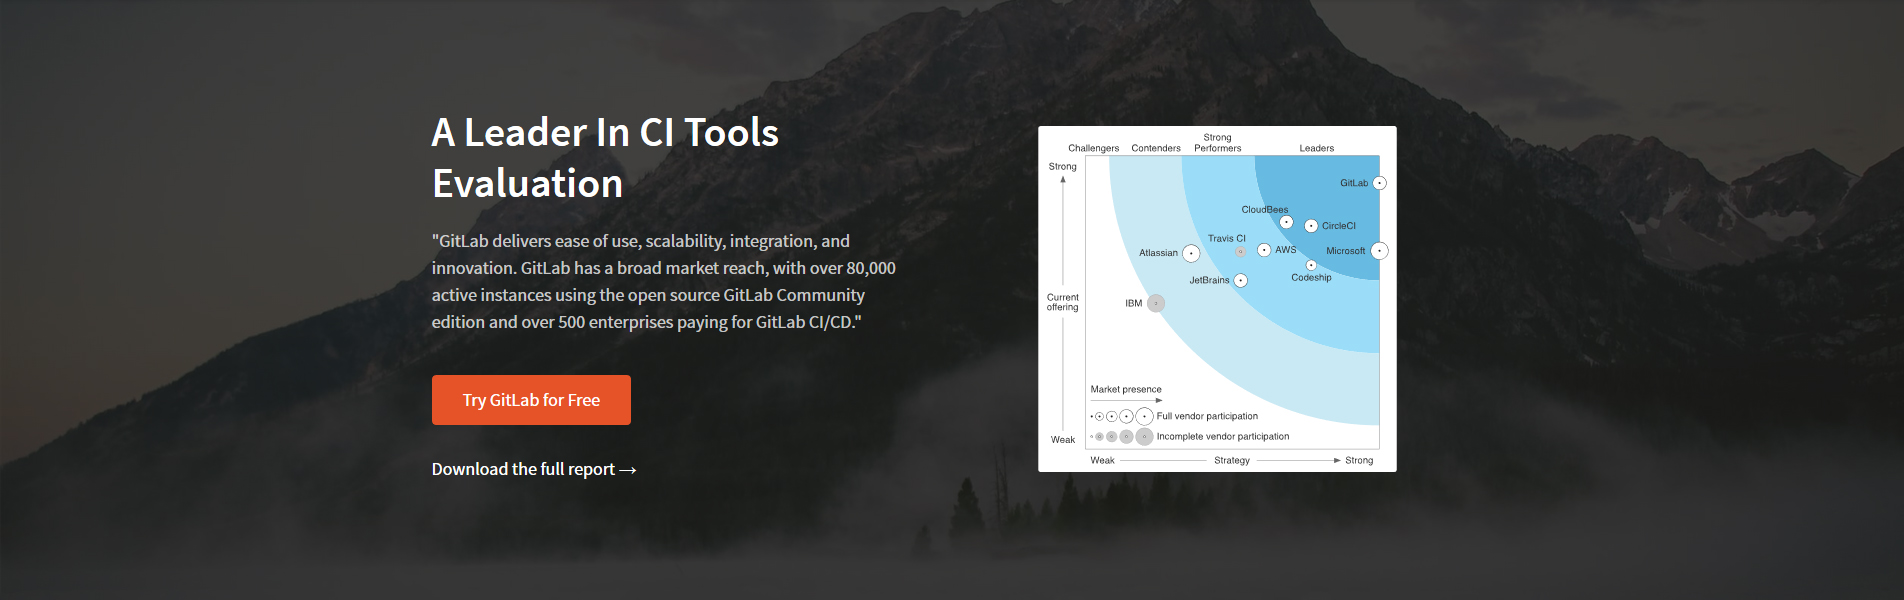 A Leader In CI Tools
Evaluation
"GitLab delivers ease of use, scalability, integration, and
innovation. GitLab has a broad market reach, with over 80,000
active instances using the open source GitLab Community
edition and over 500 enterprises paying for GitLab CI/CD."
Try GitLab for Free
Download the full report →
Challengers
Contenders
Strong
Performers
Leaders
Strong
Current
offering
Weak
GitLab
CloudBees
CircleCI
Travis CI
AWS
Microsoft
Atlassian
Codeship
JetBrains
IBM
Market presence
Full vendor participation
Incomplete vendor participation
Weak
Strategy
Strong